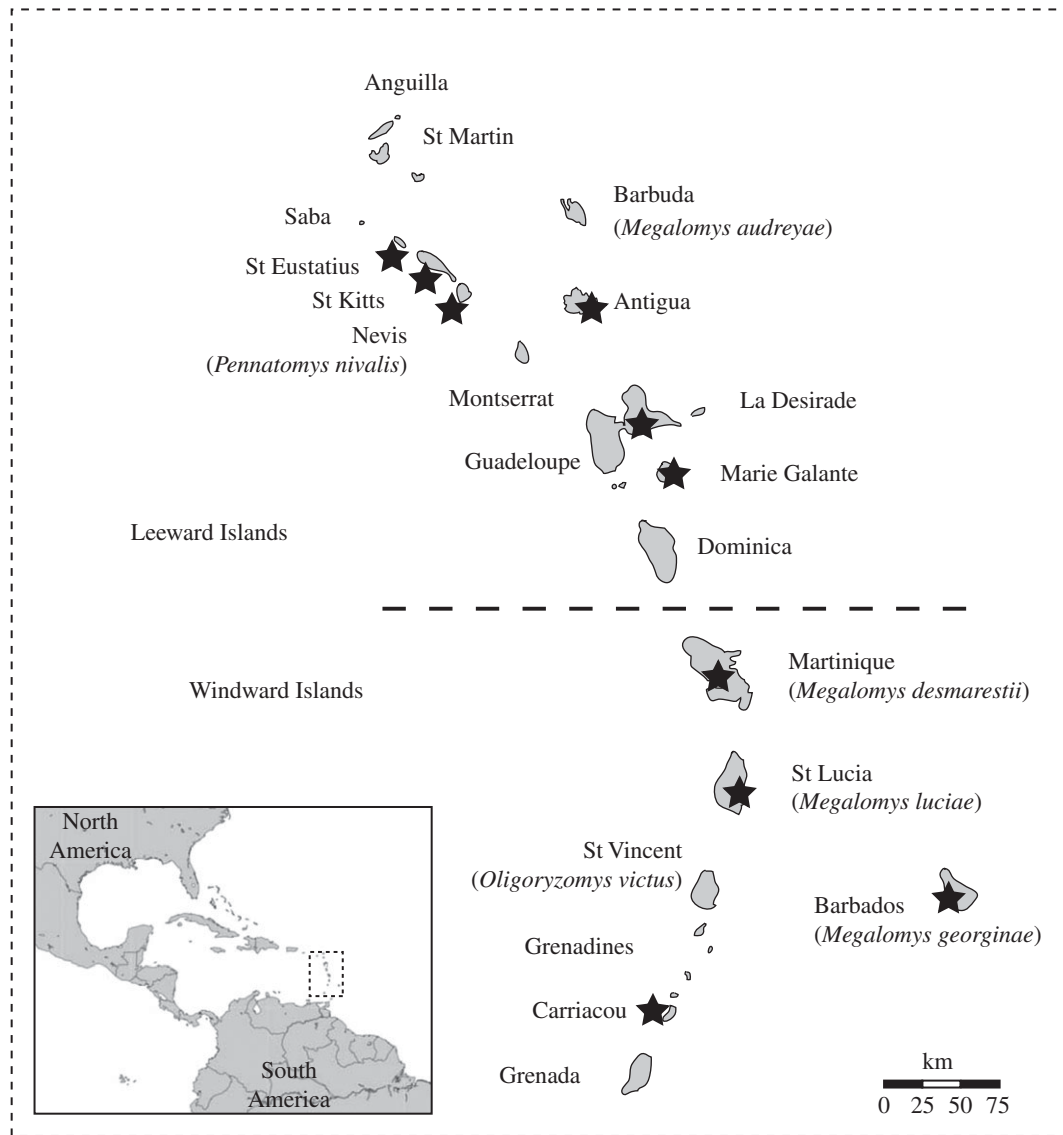 Anguilla
St Martin
Barbuda
(Megalomys audreyae)
Saba
St Eustatius
St Kitts
Nevis
(Pennatomys nivalis)
Antigua
Montserrat
La Desirade
Guadeloupe
Marie Galante
Leeward Islands
Dominica
Windward Islands
Martinique
(Megalomys desmarestii)
St Lucia
(Megalomys luciae)
St Vincent
(Oligoryzomys victus)
Barbados
(Megalomys georginae)
Grenadines
Carriacou
Grenada
North
America
South
America
km
0 25 50 75